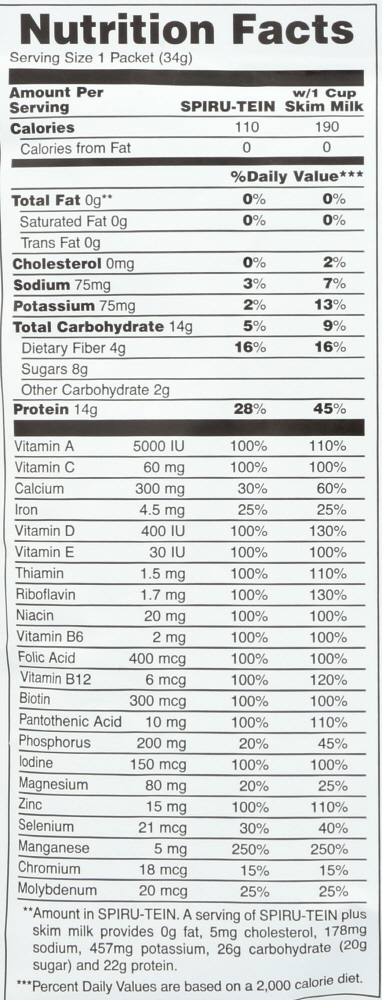 Nutrition Facts
Serving Size 1 Packet (34g)
Amount Per w/1 Cup
Serving SPIRU-TEIN Skim Milk
Calories 110 190
Calories from Fat 0 0
%Daily Value***
Total Fat 0g** 0% 0%
Saturated Fat 0g 0% 0%
Trans Fat 0g
Cholesterol 0mg 0% 2%
Sodium 75mg 3% 7%
Potassium 75mg 2% 13%
Total Carbohydrate 14g 5% 9%
Dietary Fiber 4g 16% 16%
Sugars 8g
Other Carbohydrate 2g
Protein 14g 28% 45%
Vitamin A 5000 IU 100% 110%
Vitamin C 60 mg 100% 100%
Calcium 300 mg 30% 60%
Iron 4.5 mg 25% 25%
Vitamin D 400 IU 100% 130%
Vitamin E 30 IU 100% 100%
Thiamin 1.5 mg 100% 110%
Riboflavin 1.7 mg 100% 130%
Niacin 20 mg 100% 100%
Vitamin B6 2 mg 100% 100%
Folic Acid 400 mcg 100% 100%
Vitamin B12 6 mcg 100% 120%
Biotin 300 mcg 100% 100%
Pantothenic Acid 10 mg 100% 110%
Phosphorus 200 mg 20% 45%
Iodine 150 mcg 100% 100%
Magnesium 80 mg 20% 25%
Zinc 15 mg 100% 110%
Selenium 21 mcg 30% 40%
Manganese 5 mg 250% 250%
Chromium 18 mcg 15% 15%
Molybdenum 20 mcg 25% 25%
**Amount in SPIRU-TEIN. A serving of SPIRU-TEIN plus
skim milk provides 0g fat, 5mg cholesterol, 178mg
sodium, 457mg potassium, 26g carbohydrate (20g
sugar) and 22g protein.
***Percent Daily Values are based on a 2,000 calorie diet.